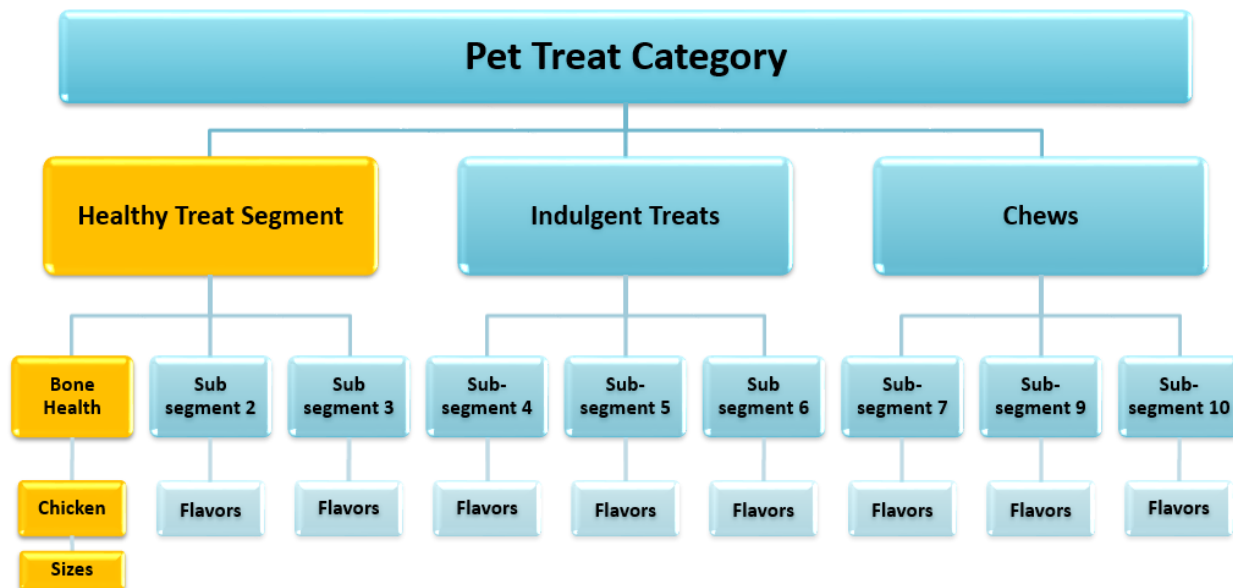 Pet Treat Category
Healthy Treat Segment
Indulgent Treats
Chews
Bone
Health
Sub
segment 2
Sub
segment 3
Sub-
segment 4
Sub-
segment 5
Sub
segment 6
Sub-
segment 7
Sub-
segment 9
Sub-
segment 10
Chicken
Flavors
Flavors
Flavors
Flavors
Flavors
Flavors
Flavors
Flavors
Sizes